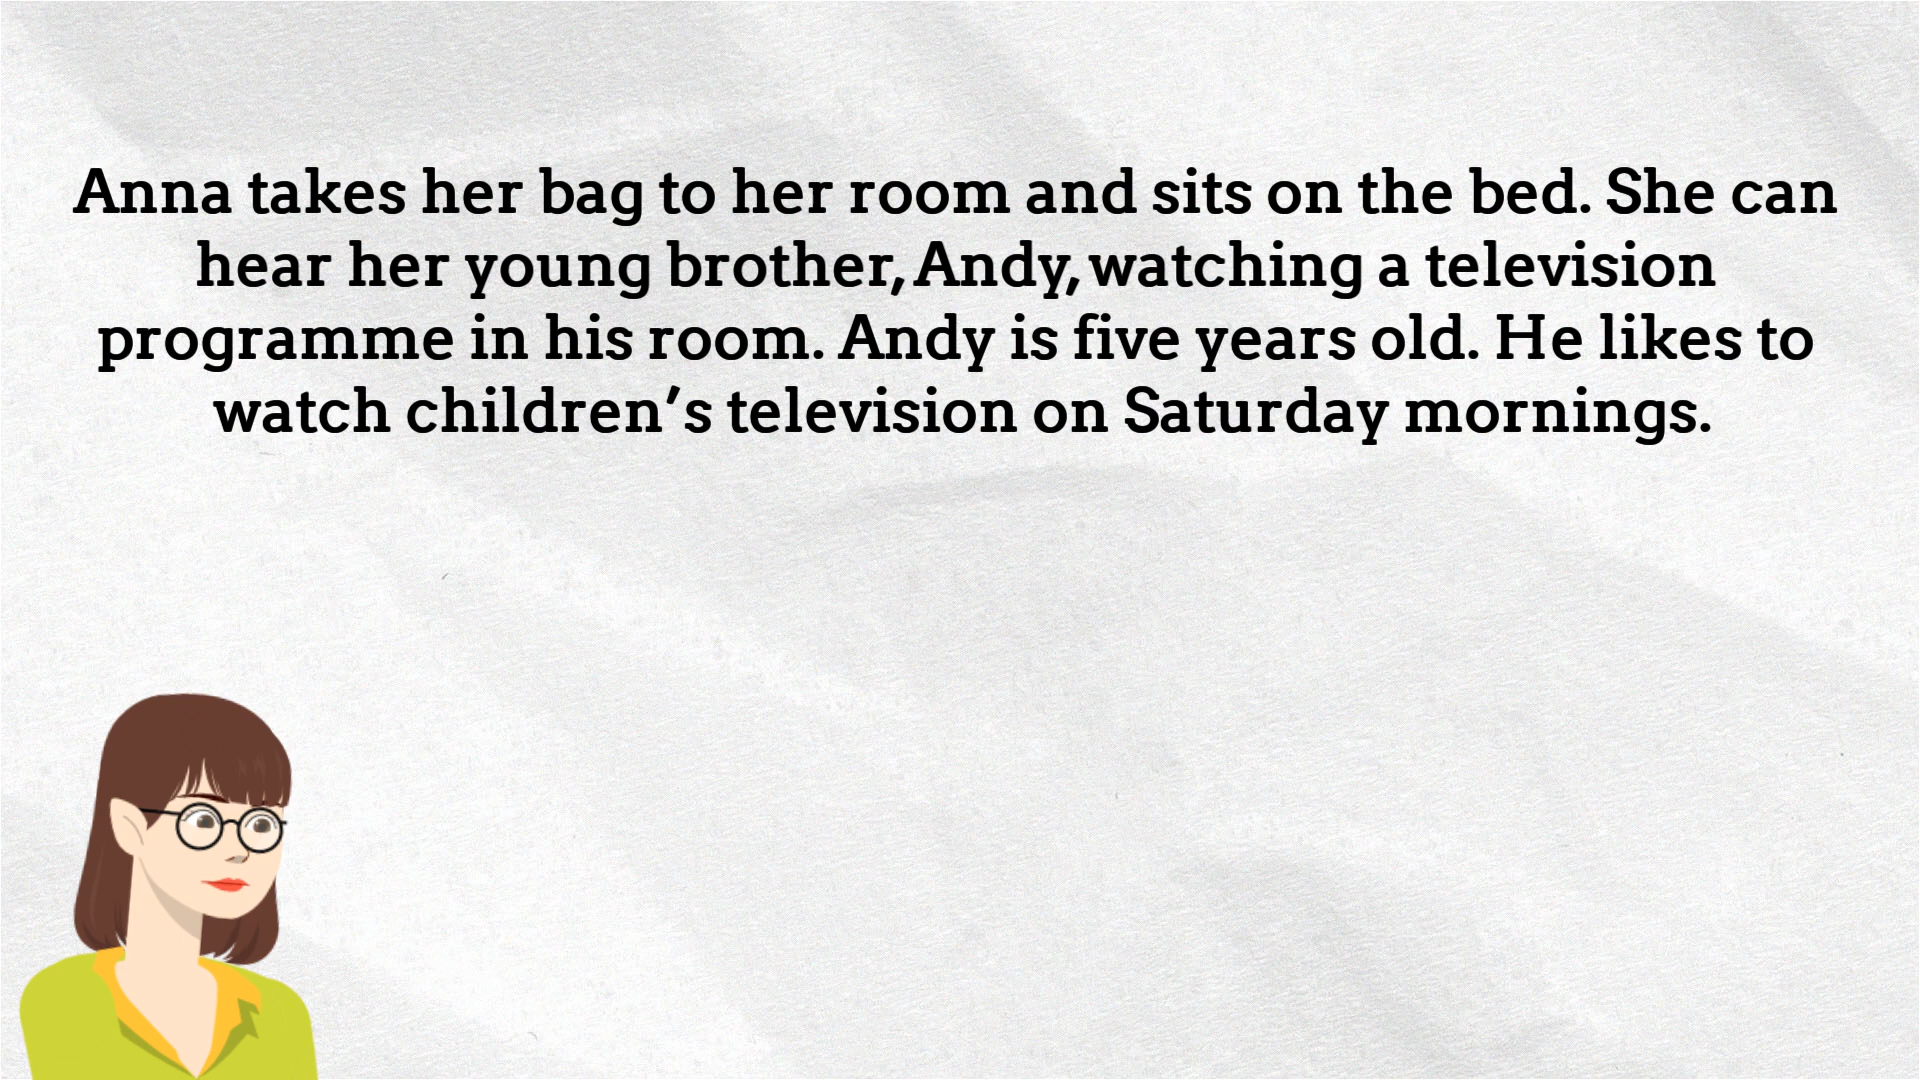 Anna takes her bag to her room and sits on the bed. She can
hear her young brother, Andy, watching a television
programme in his room. Andy is five years old. He likes to
watch children’s television on Saturday mornings.